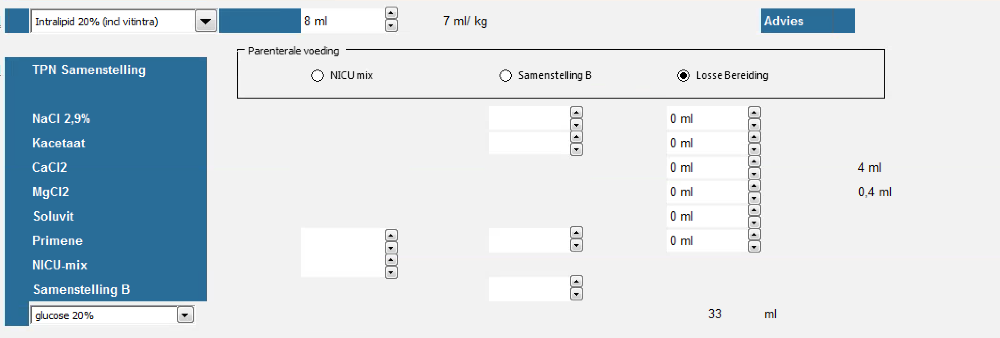 Intralipid 20% (incl vitintra) 8 ml 7 ml/ kg Advies
Parenterale voeding
TPN Samenstelling NICU mix Samenstelling B Losse Bereiding
NaCl 2,9% 0 ml
Kacetaat 0 ml
CaCl2 0 ml 4 ml
MgCl2 0 ml 0,4 ml
Soluvit 0 ml
Primene 0 ml
NICU-mix
Samenstelling B
glucose 20% 33 ml